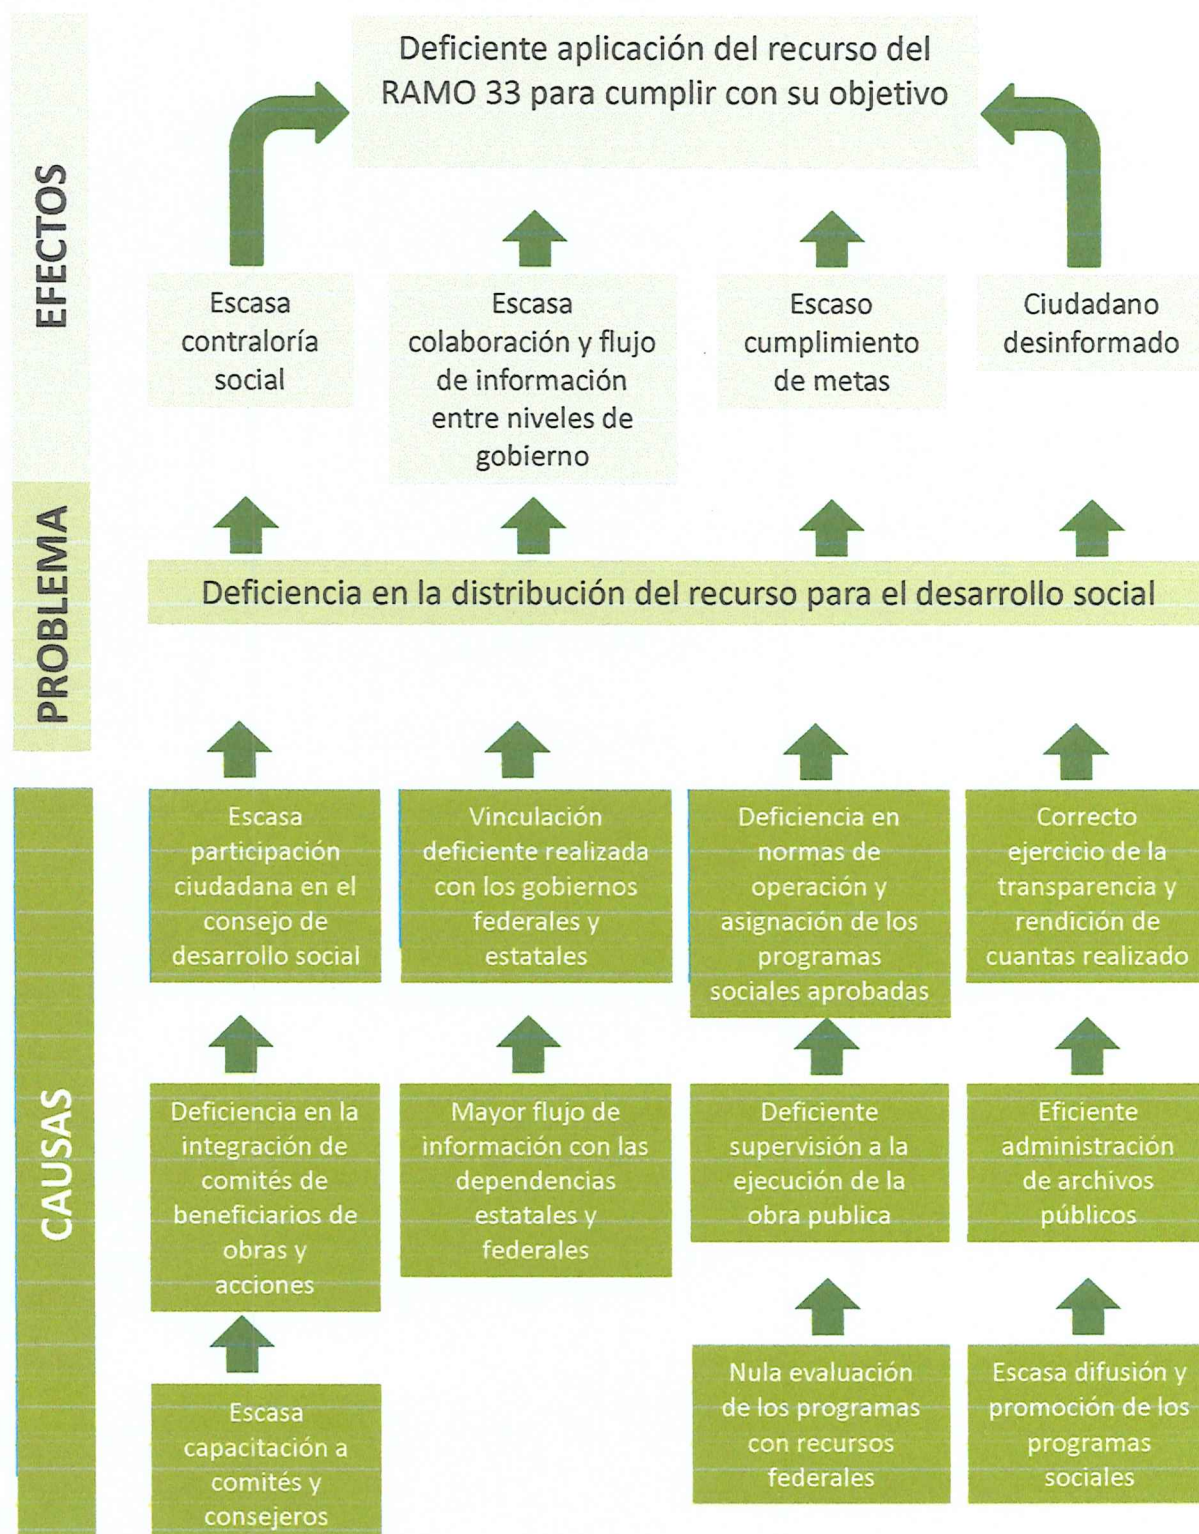 EFECTOS
Deficiente aplicación del recurso del
RAMO 33 para cumplir con su objetivo
Escasa
contraloría
social
Escasa
colaboración y flujo
de información
entre niveles de
gobierno
Escaso
cumplimiento
de metas
Ciudadano
desinformado
PROBLEMA
Deficiencia en la distribución del recurso para el desarrollo social
CAUSAS
Escasa
participación
ciudadana en el
consejo de
desarrollo social
Vinculación
deficiente realizada
con los gobiernos
federales y
estatales
Deficiencia en
normas de
operación y
asignación de los
programas
sociales aprobadas
Correcto
ejercicio de la
transparencia y
rendición de
cuantas realizado
Deficiencia en la
integración de
comités de
beneficiarios de
obras y
acciones
Mayor flujo de
información con las
dependencias
estatales y
federales
Deficiente
supervisión a la
ejecución de la
obra publica
Eficiente
administración
de archivos
públicos
Escasa
capacitación a
comités y
consejeros
Nula evaluación
de los programas
con recursos
federales
Escasa difusión y
promoción de los
programas
sociales